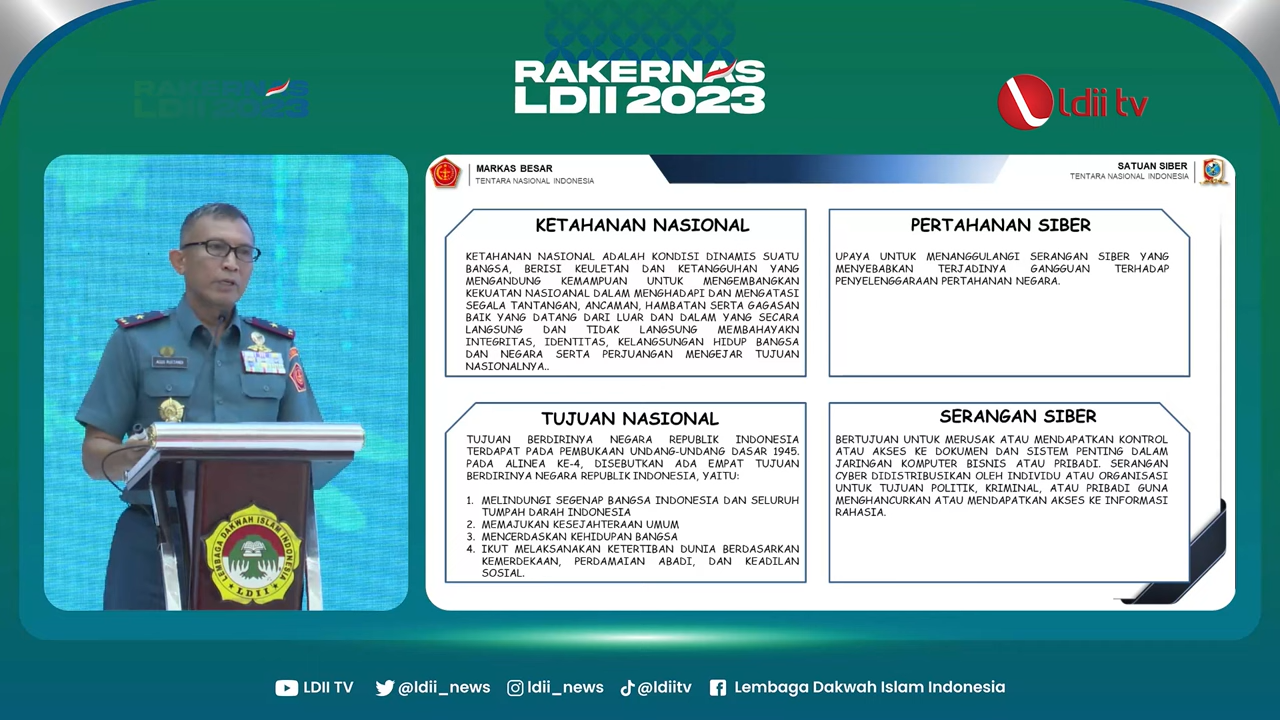 RAKERNAS
LDII 2023
RAKERNAS
LDII 2023
ldii tv
MARKAS BESAR
TENTARA NASIONAL INDONESIA
SATUAN SIBER
TENTARA NASIONAL INDONESIA
KETAHANAN NASIONAL
KETAHANAN NASIONAL ADALAH KONDISI DINAMIS SUATU
BANGSA, BERISI KEULETAN DAN KETANGGUHAN YANG
MENGANDUNG KEMAMPUAN UNTUK MENGEMBANGKAN
KEKUATAN NASIOANAL DALAM MENGHADAPI DAN MENGATASI
SEGALA TANTANGAN, ANCAMAN, HAMBATAN SERTA GAGASAN
BAIK YANG DATANG DARI LUAR DAN DALAM YANG SECARA
LANGSUNG DAN TIDAK LANGSUNG MEMBAHAYAKN
INTEGRITAS, IDENTITAS, KELANGSUNGAN HIDUP BANGSA
DAN NEGARA SERTA PERJUANGAN MENGEJAR TUJUAN
NASIONALNYA..
PERTAHANAN SIBER
UPAYA UNTUK MENANGGULANGI SERANGAN SIBER YANG
MENYEBABKAN TERJADINYA GANGGUAN TERHADAP
PENYELENGGARAAN PERTAHANAN NEGARA.
TUJUAN NASIONAL
TUJUAN BERDIRINYA NEGARA REPUBLIK INDONESIA
TERDAPAT PADA PEMBUKAAN UNDANG-UNDANG DASAR 1945.
PADA ALINEA KE-4, DISEBUTKAN ADA EMPAT TUJUAN
BERDIRINYA NEGARA REPUBLIK INDONESIA, YAITU:
1. MELINDUNGI SEGENAP BANGSA INDONESIA DAN SELURUH
TUMPAH DARAH INDONESIA
2. MEMAJUKAN KESEJAHTERAAN UMUM
3. MENCERDASKAN KEHIDUPAN BANGSA
4. IKUT MELAKSANAKAN KETERTIBAN DUNIA BERDASARKAN
KEMERDEKAAN, PERDAMAIAN ABADI, DAN KEADILAN
SOSIAL.
SERANGAN SIBER
BERTUJUAN UNTUK MERUSAK ATAU MENDAPATKAN KONTROL
ATAU AKSES KE DOKUMEN DAN SISTEM PENTING DALAM
JARINGAN KOMPUTER BISNIS ATAU PRIBADI. SERANGAN
CYBER DIDISTRIBUSIKAN OLEH INDIVIDU ATAU ORGANISASI
UNTUK TUJUAN POLITIK, KRIMINAL, ATAU PRIBADI GUNA
MENGHANCURKAN ATAU MENDAPATKAN AKSES KE INFORMASI
RAHASIA.
LEMBAGA DAKWAH ISLAM INDONESIA
LDII
LDII TV
@ldii_news
ldii_news
@ldiitv
Lembaga Dakwah Islam Indonesia